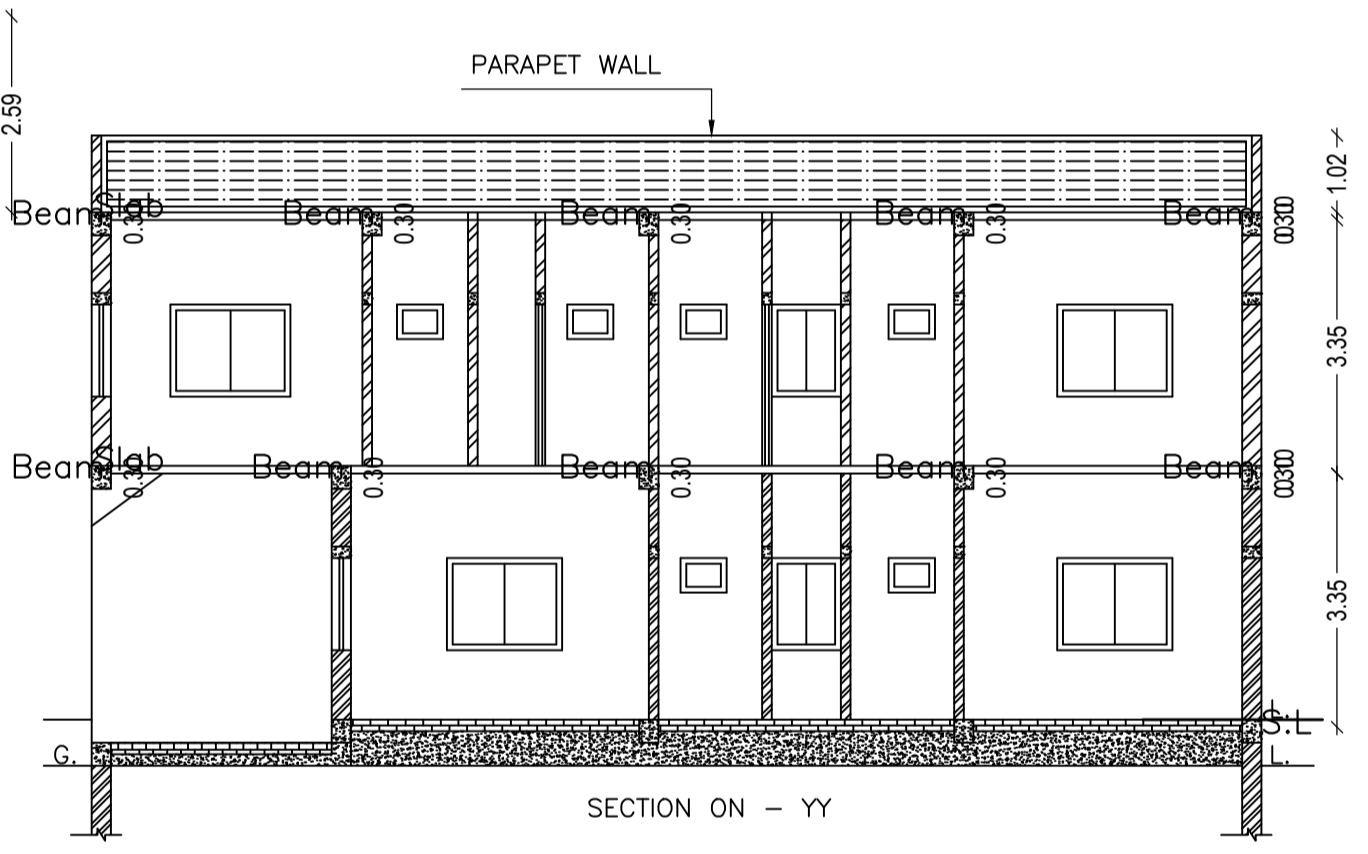 PARAPET WALL
2.59
1.02
Beam Slab Beam Beam Beam Beam
0.30 0.30 0.30 0.30
3.35
Beam Slab Beam Beam Beam Beam
0.30 0.30 0.30 0.30
3.35
S.L
G. L.
SECTION ON - YY